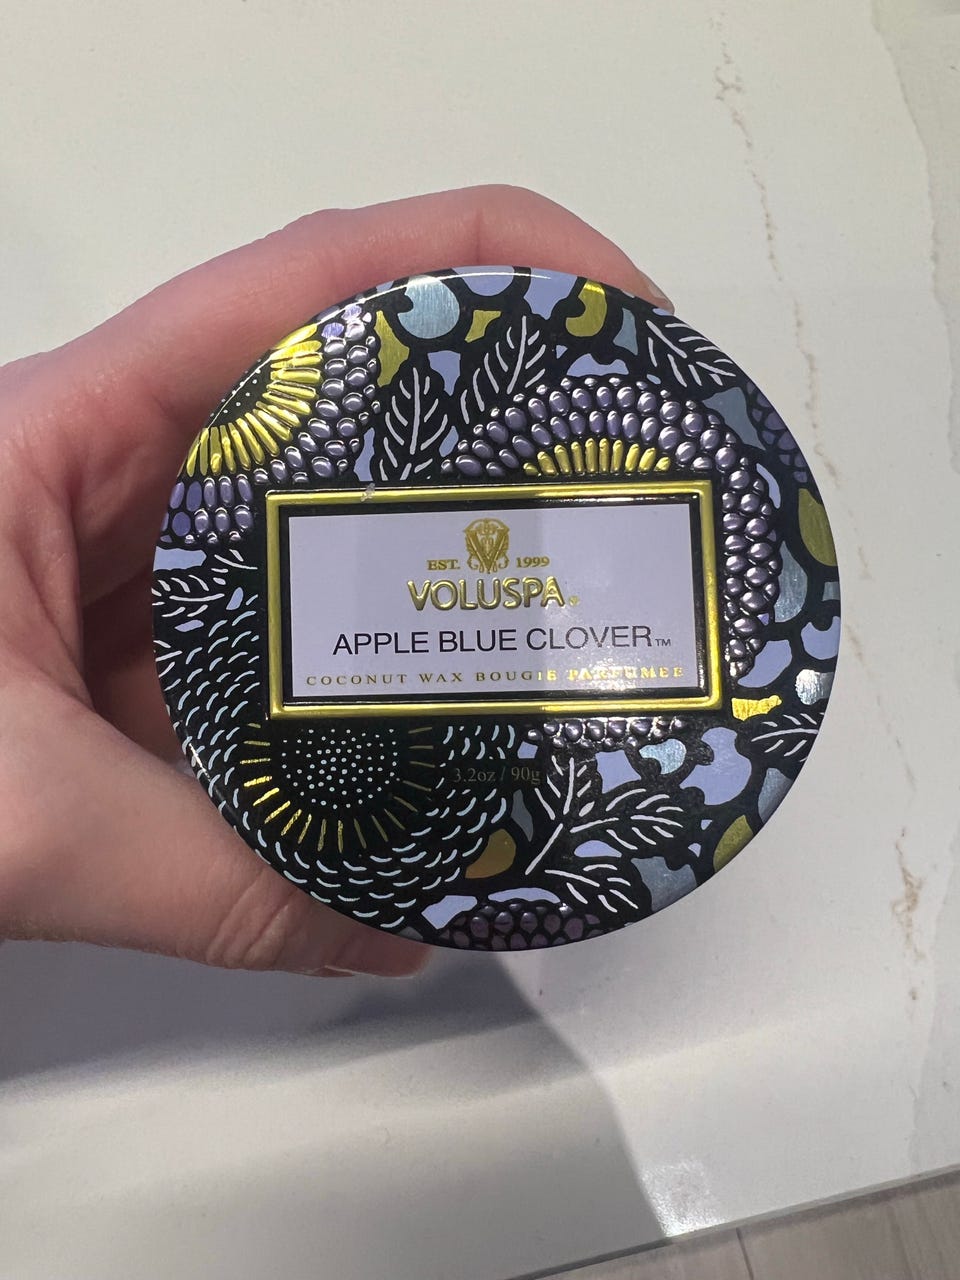 EST. 1999
VOLUSPA®
APPLE BLUE CLOVER™
COCONUT WAX BOUGIE PARFUMEE
3.2oz / 90g